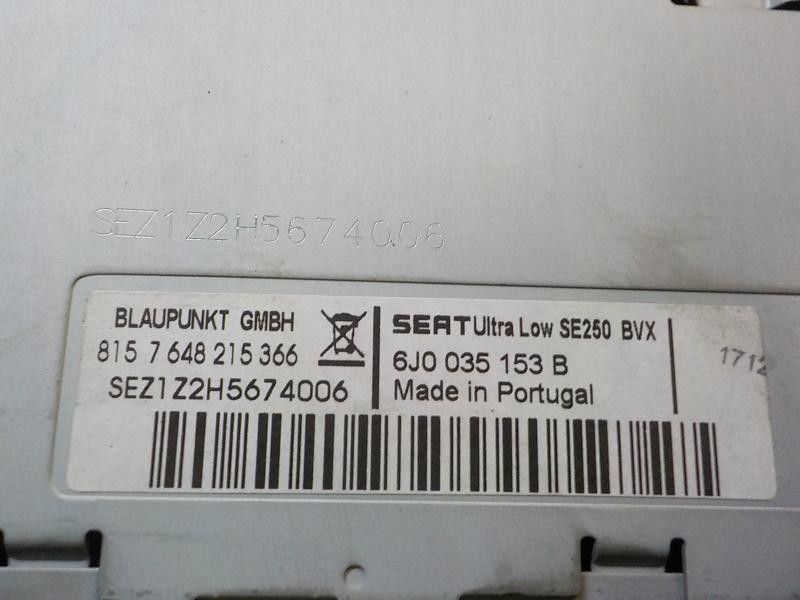 SEZ1Z2H5674006
BLAUPUNKT GMBH
815 7 648 215 366
SEZ1Z2H5674006
SEAT Ultra Low SE250 BVX
6J0 035 153 B
Made in Portugal
1712